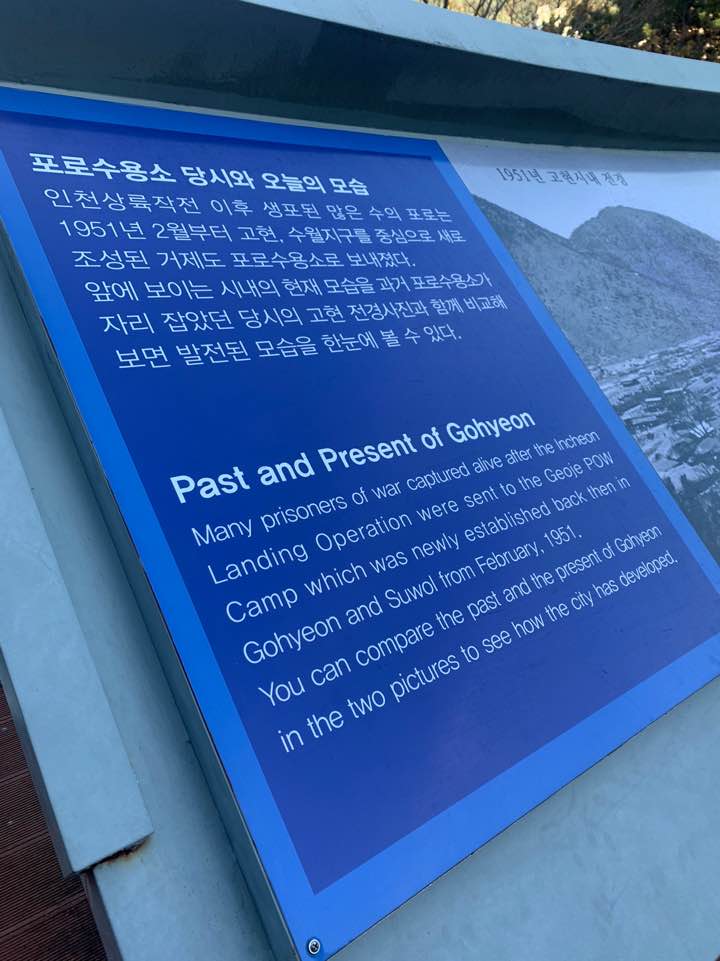 포로수용소 당시와 오늘의 모습
인천상륙작전 이후 생포된 많은 수의 포로는
1951년 2월부터 고현, 수월지구를 중심으로 새로
조성된 거제도 포로수용소로 보내졌다.
앞에 보이는 시내의 현재 모습을 과거 포로수용소가
자리 잡았던 당시의 고현 전경사진과 함께 비교해
보면 발전된 모습을 한눈에 볼 수 있다.
1951년 고현시내 전경
Past and Present of Gohyeon
Many prisoners of war captured alive after the Incheon
Landing Operation were sent to the Geoje POW
Camp which was newly established back then in
Gohyeon and Suwol from February, 1951.
You can compare the past and the present of Gohyeon
in the two pictures to see how the city has developed.